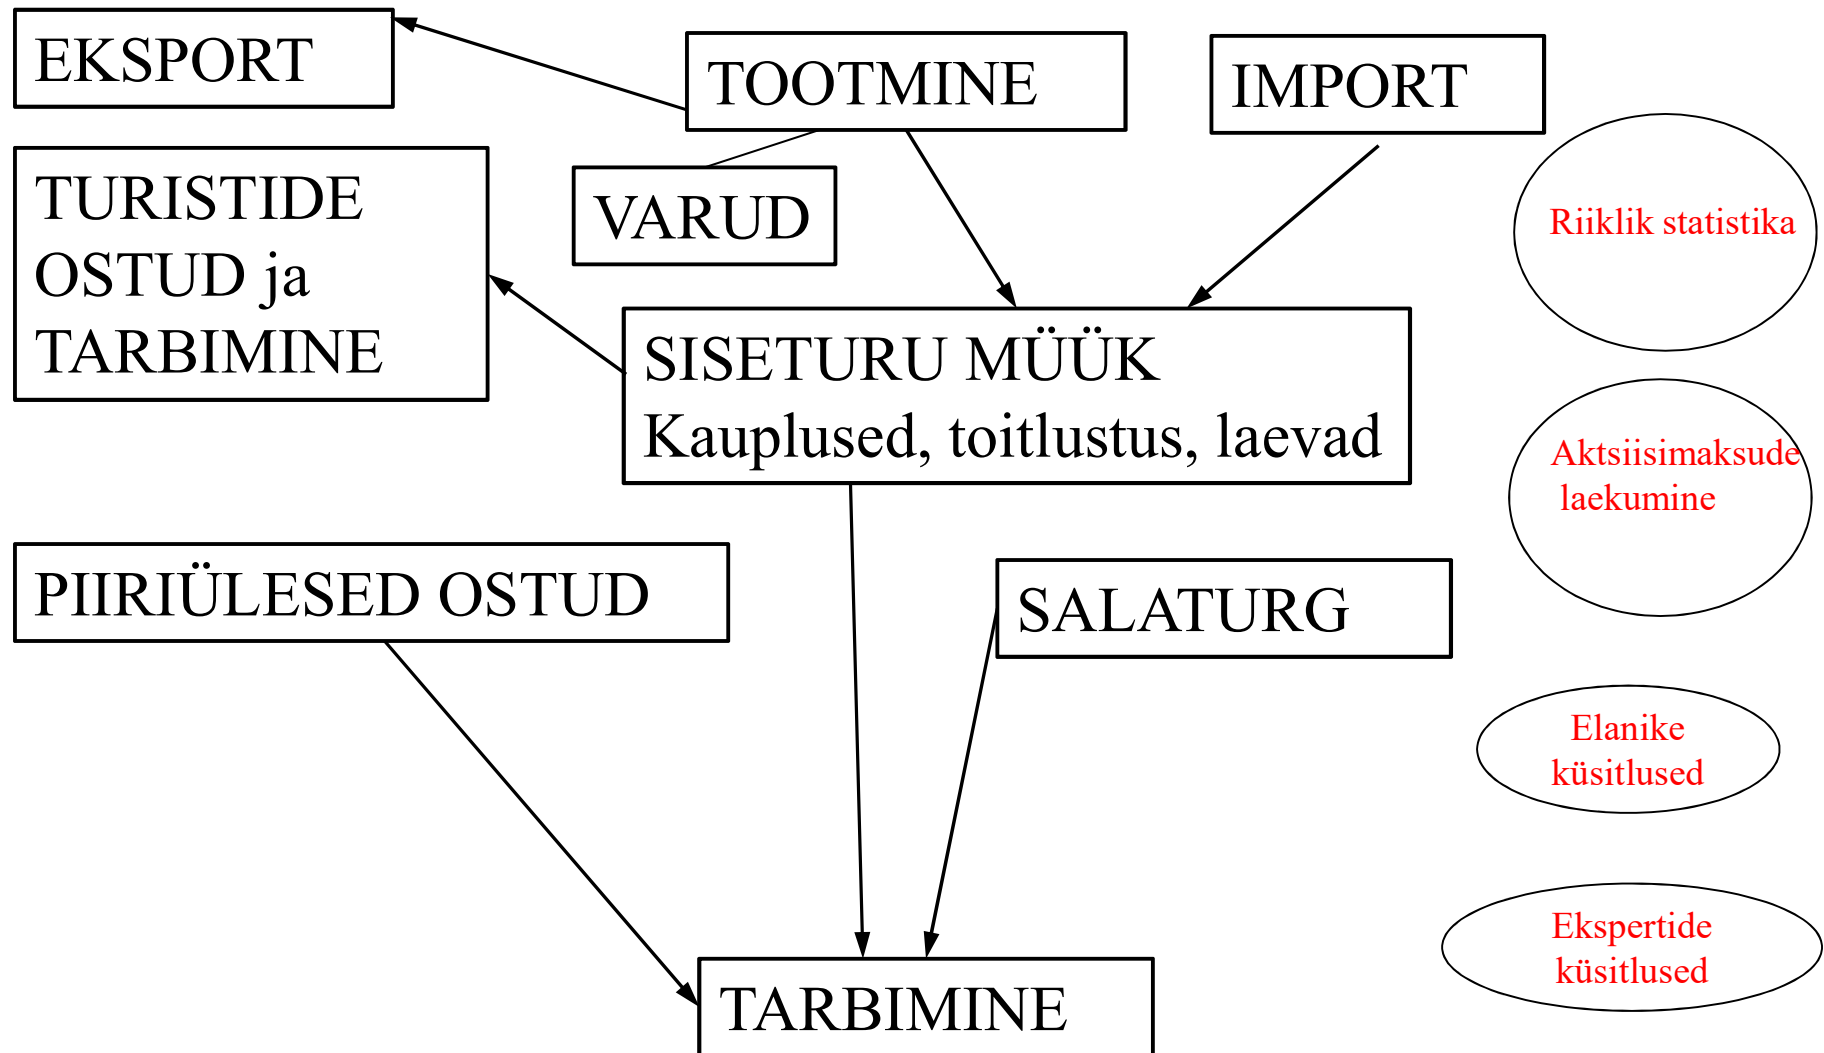 EKSPORT
TOOTMINE
IMPORT
TURISTIDE
OSTUD ja
TARBIMINE
VARUD
Riiklik statistika
SISETURU MÜÜK
Kauplused, toitlustus, laevad
Aktsiisimaksude
laekumine
PIIRIÜLESED OSTUD
SALATURG
Elanike
küsitlused
Ekspertide
küsitlused
TARBIMINE